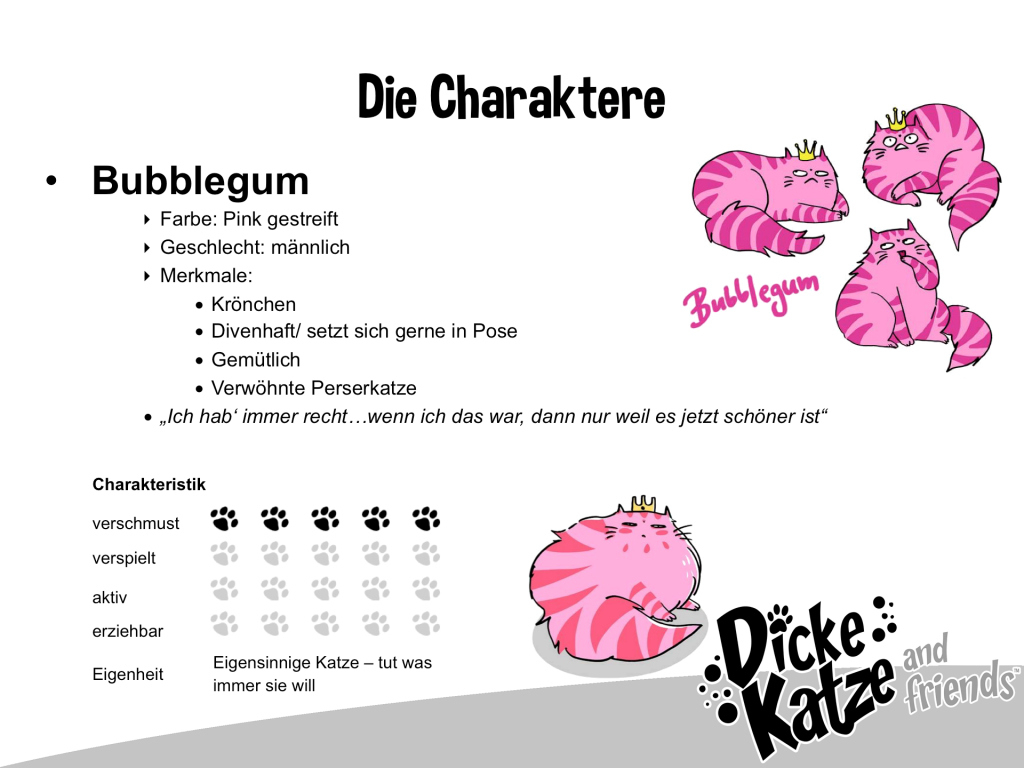 Die Charaktere
• Bubblegum
Farbe: Pink gestreift
Geschlecht: männlich
Merkmale:
• Krönchen
• Divenhaft/ setzt sich gerne in Pose
• Gemütlich
• Verwöhnte Perserkatze
• „Ich hab‘ immer recht…wenn ich das war, dann nur weil es jetzt schöner ist“
Bubblegum
Charakteristik
verschmust
verspielt
aktiv
erziehbar
Eigenheit
Eigensinnige Katze – tut was
immer sie will
Dicke
Katze
and
friends™